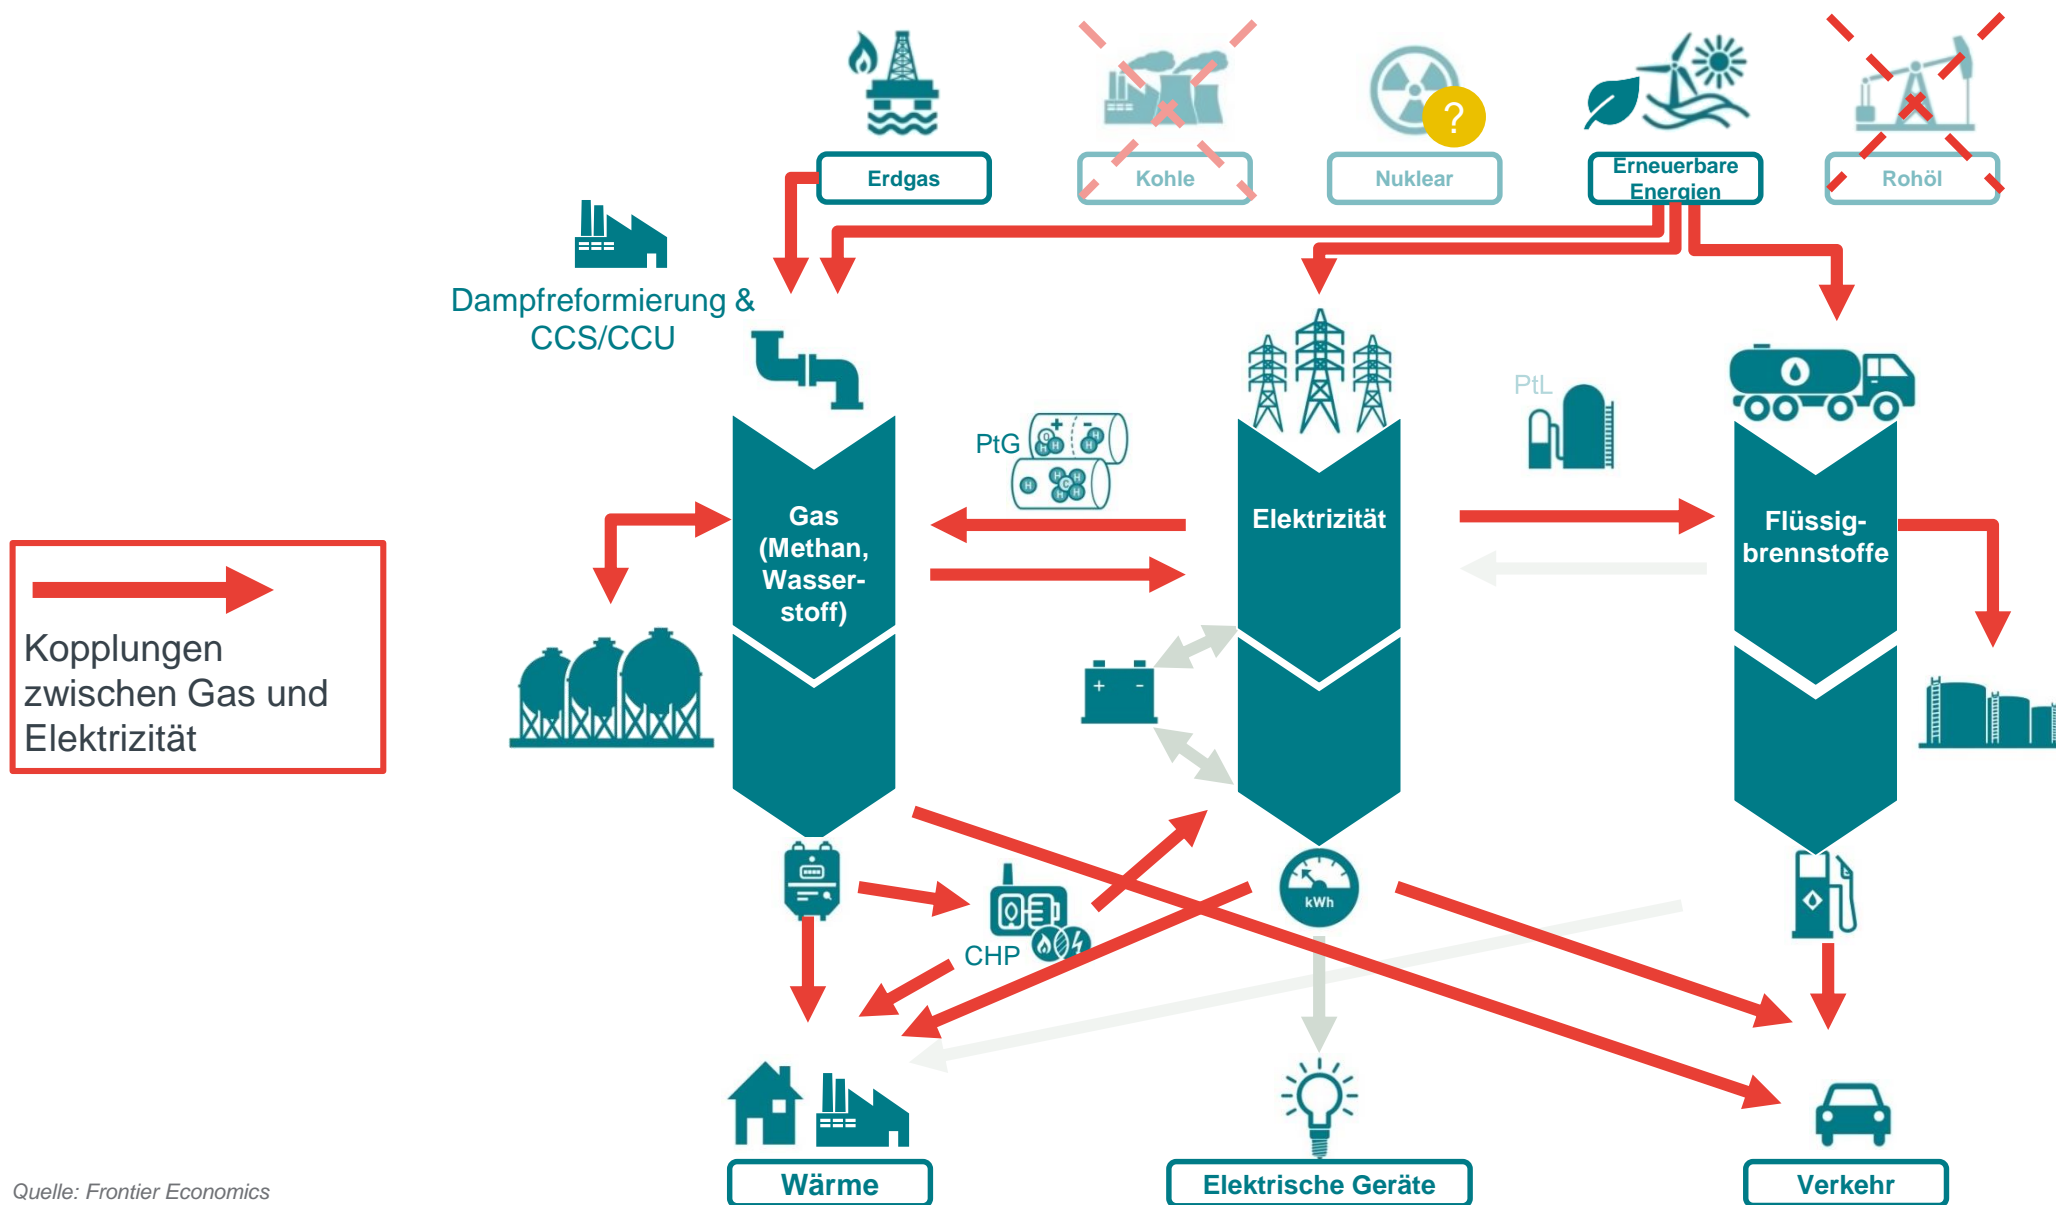 ?
Erdgas
Kohle
Nuklear
Erneuerbare
Energien
Rohöl
Dampfreformierung &
CCS/CCU
PtL
PtG
+ -
O
H H
H H
H
H H
C
H H
Gas
(Methan,
Wasser-
stoff)
Elektrizität
Flüssig-
brennstoffe
Kopplungen
zwischen Gas und
Elektrizität
+ -
kWh
CHP
Wärme
Elektrische Geräte
Verkehr
Quelle: Frontier Economics